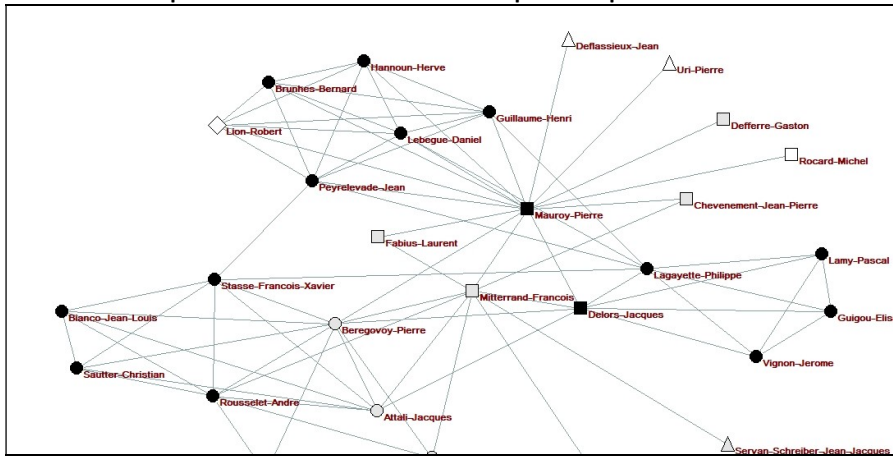 Deflassieux-Jean
Hannoun-Herve
Uri-Pierre
Brunhes-Bernard
Guillaume-Henri
Defferre-Gaston
Lion-Robert
Lebegue-Daniel
Rocard-Michel
Peyrelevade-Jean
Chevenement-Jean-Pierre
Mauroy-Pierre
Fabius-Laurent
Lamy-Pascal
Lagayette-Philippe
Stasse-Francois-Xavier
Mitterrand-Francois
Bianco-Jean-Louis
Delors-Jacques
Guigou-Elis
Beregovoy-Pierre
Vignon-Jerome
Sautter-Christian
Rousselet-Andre
Attali-Jacques
Servan-Schreiber-Jean-Jacques